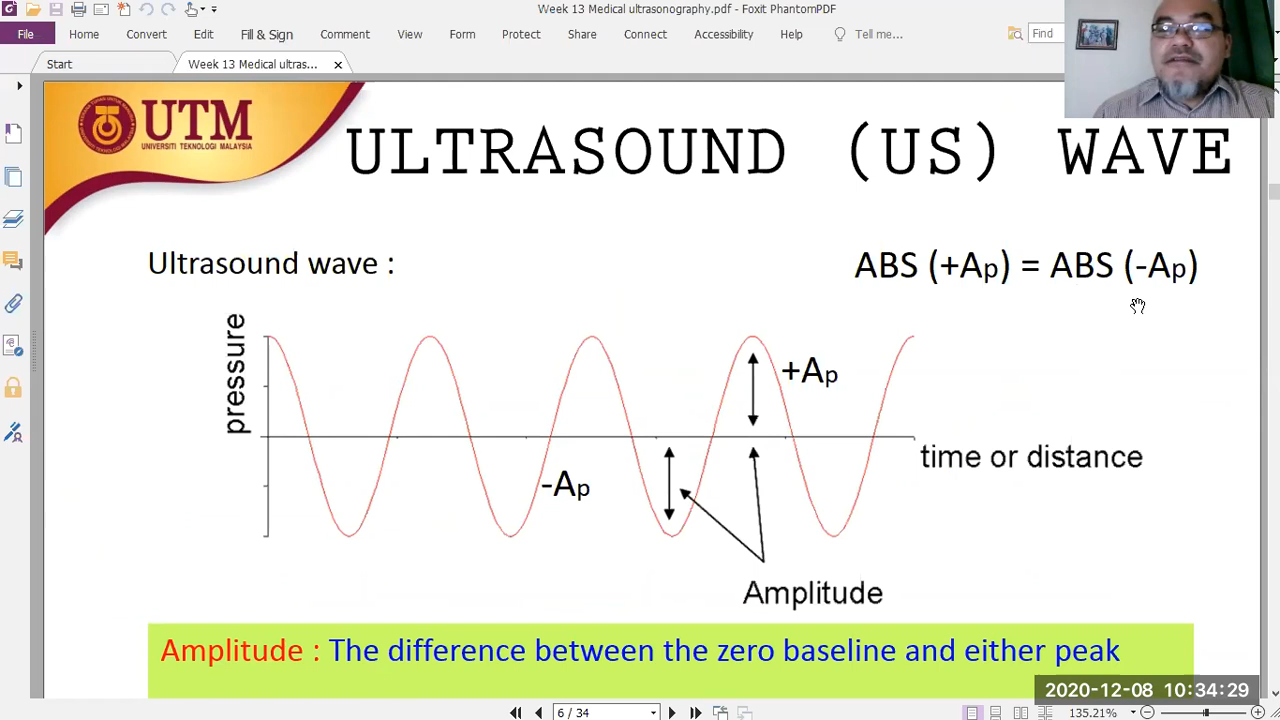 Week 13 Medical ultrasonography.pdf - Foxit PhantomPDF
File Home Convert Edit Fill & Sign Comment View Form Protect Share Connect Accessibility Help Tell me... Find
Start Week 13 Medical ultras...
UTM
UNIVERSITI TEKNOLOGI MALAYSIA
ULTRASOUND (US) WAVE
Ultrasound wave :
ABS (+Ap) = ABS (-Ap)
pressure
+Ap
time or distance
-Ap
Amplitude
Amplitude : The difference between the zero baseline and either peak
2020-12-08 10:34:29
6 / 34
135.21%